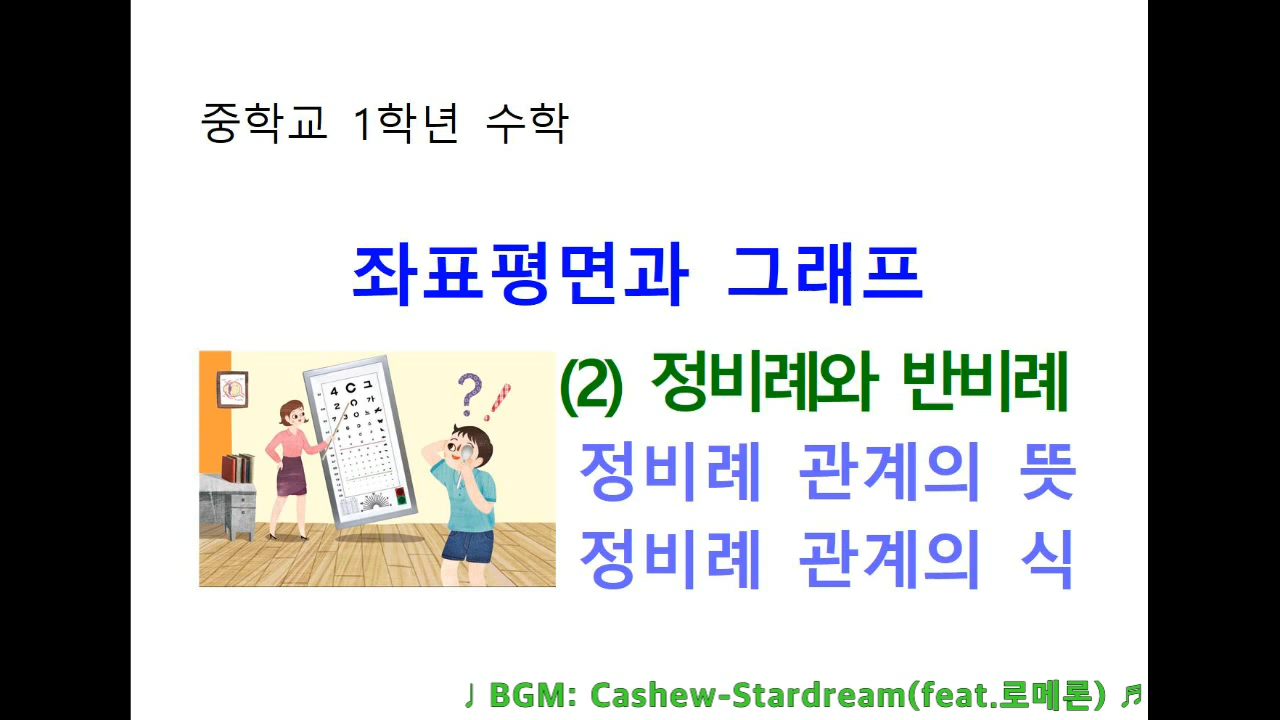 중학교 1학년 수학
좌표평면과 그래프
(2) 정비례와 반비례
정비례 관계의 뜻
정비례 관계의 식
♩ BGM: Cashew-Stardream(feat.로메론) ♬